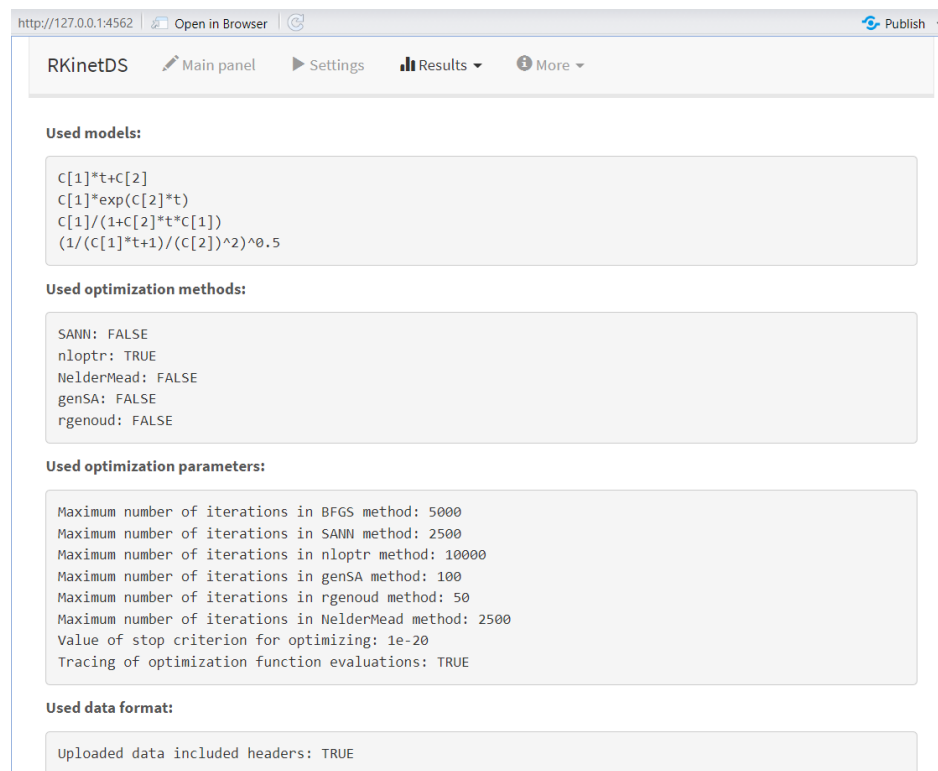 http://127.0.0.1:4562 Open in Browser Publish
RKinetDS Main panel Settings Results More
Used models:
C[1]*t+C[2]
C[1]*exp(C[2]*t)
C[1]/(1+C[2]*t*C[1])
(1/(C[1]*t+1)/(C[2])^2)^0.5
Used optimization methods:
SANN: FALSE
nloptr: TRUE
NelderMead: FALSE
genSA: FALSE
rgenoud: FALSE
Used optimization parameters:
Maximum number of iterations in BFGS method: 5000
Maximum number of iterations in SANN method: 2500
Maximum number of iterations in nloptr method: 10000
Maximum number of iterations in genSA method: 100
Maximum number of iterations in rgenoud method: 50
Maximum number of iterations in NelderMead method: 2500
Value of stop criterion for optimizing: 1e-20
Tracing of optimization function evaluations: TRUE
Used data format:
Uploaded data included headers: TRUE